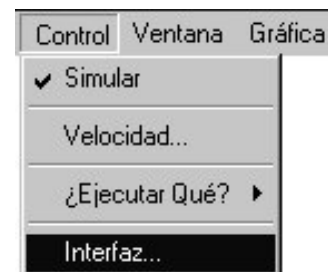 Control Ventana Gráfica
Simular
Velocidad...
¿Ejecutar Qué?
Interfaz...